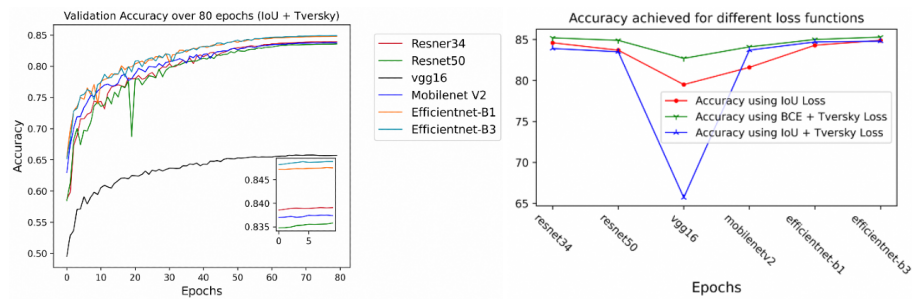 Validation Accuracy over 80 epochs (IoU + Tversky)
Accuracy
0.85
0.80
0.75
0.70
0.65
0.60
0.55
0.50
0.845
0.840
0.835
0 5
0 10 20 30 40 50 60 70 80
Epochs
Resner34
Resnet50
vgg16
Mobilenet V2
Efficientnet-B1
Efficientnet-B3
Accuracy achieved for different loss functions
85
80
75
70
65
Accuracy using IoU Loss
Accuracy using BCE + Tversky Loss
Accuracy using IoU + Tversky Loss
resnet34
resnet50
vgg16
mobilenetv2
efficientnet-b1
efficientnet-b3
Epochs